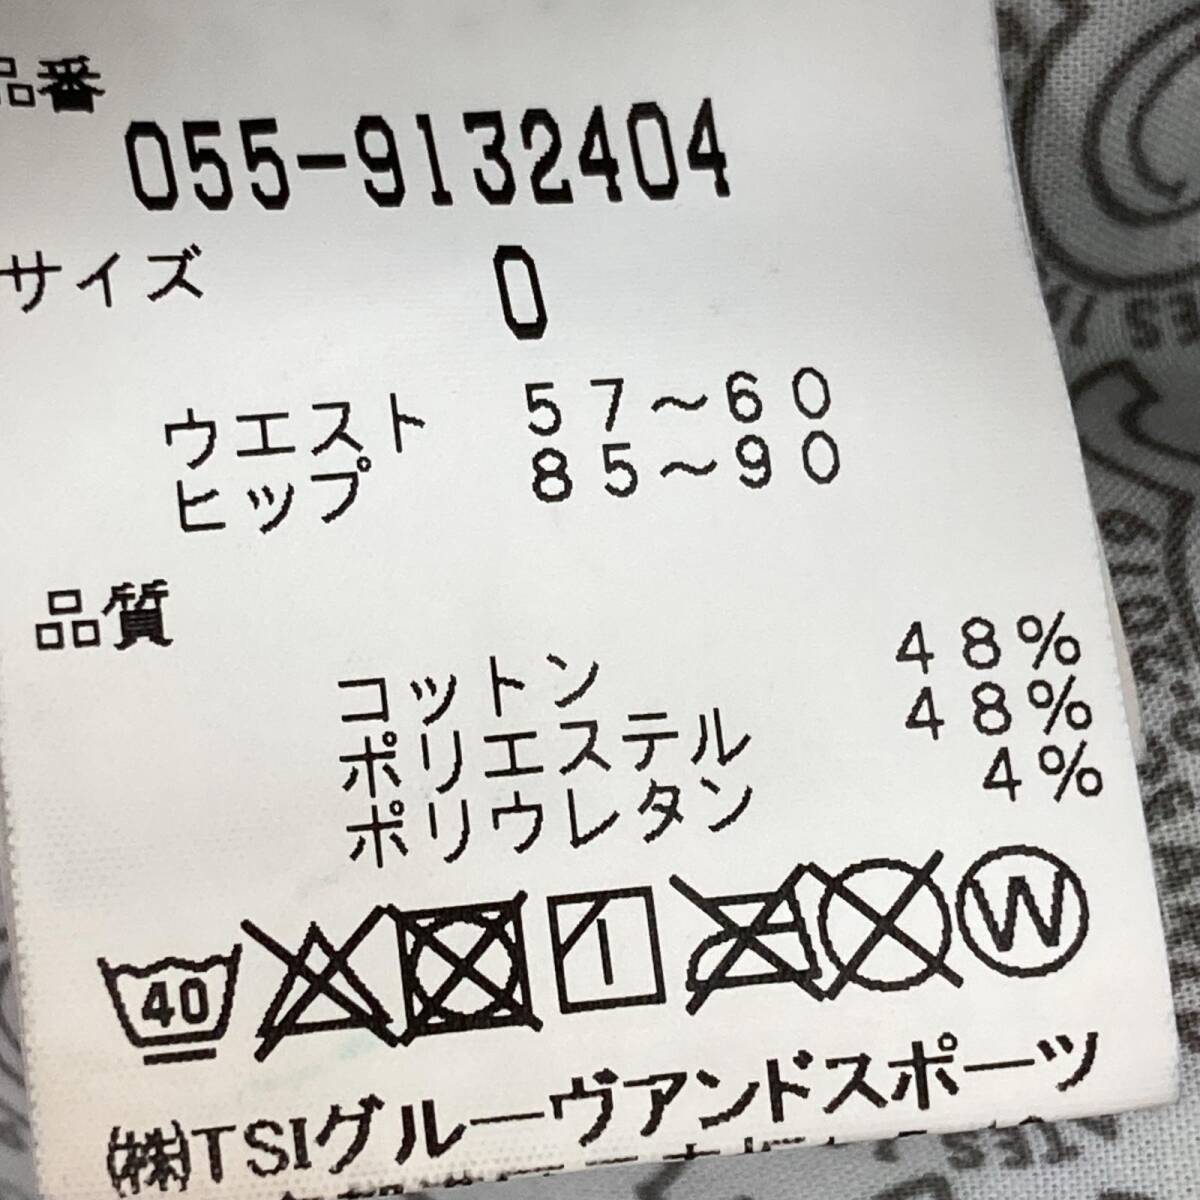 品番
055-9132404
サイズ 0
ウエスト 57～60
ヒップ 85～90
品質
コットン 48%
ポリエステル 48%
ポリウレタン 4%
40
W
㈱TSIグルーヴアンドスポーツ